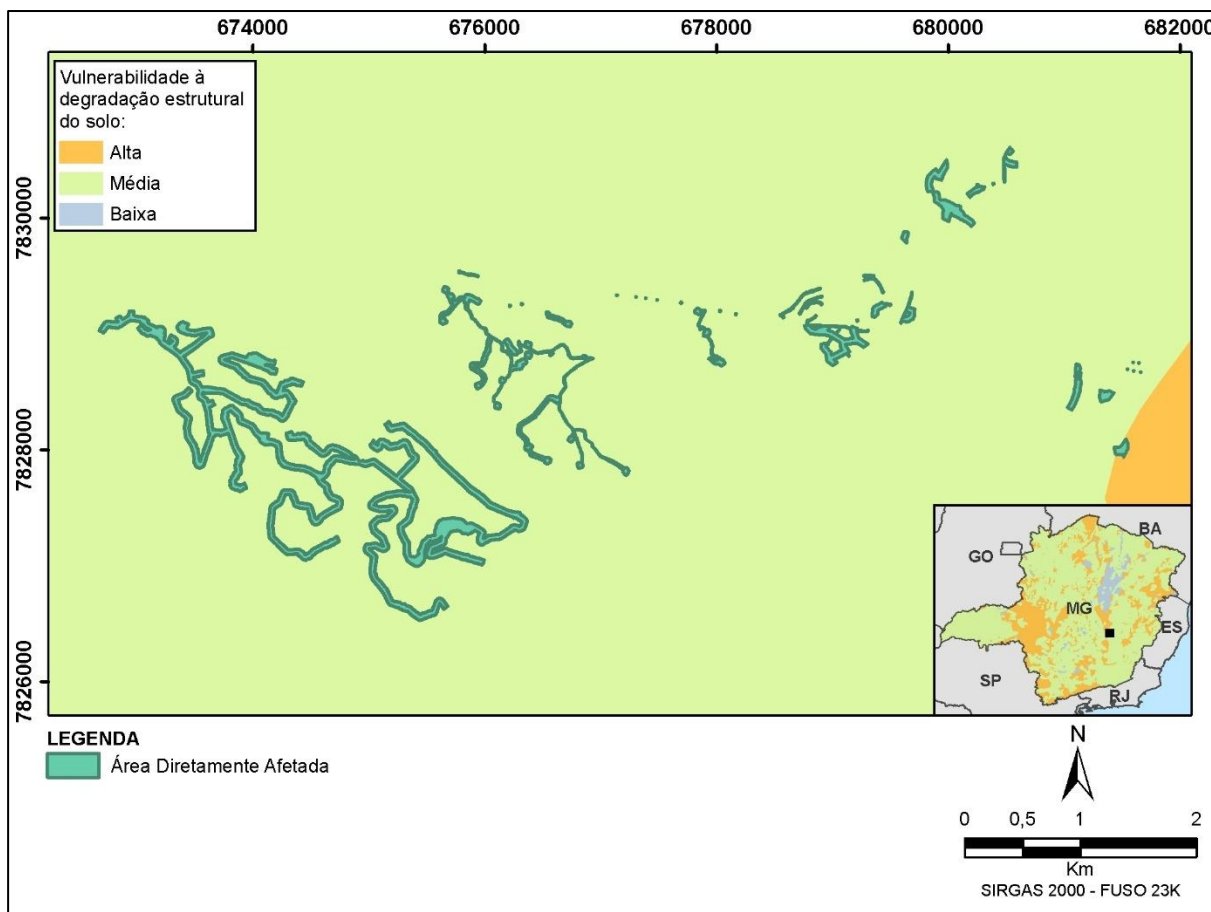 674000 676000 678000 680000 682000
Vulnerabilidade à
degradação estrutural
do solo:
Alta
Média
Baixa
7830000
7828000
7826000
BA
GO
MG
ES
SP
RJ
LEGENDA
Área Diretamente Afetada
N
0 0,5 1 2
Km
SIRGAS 2000 - FUSO 23K